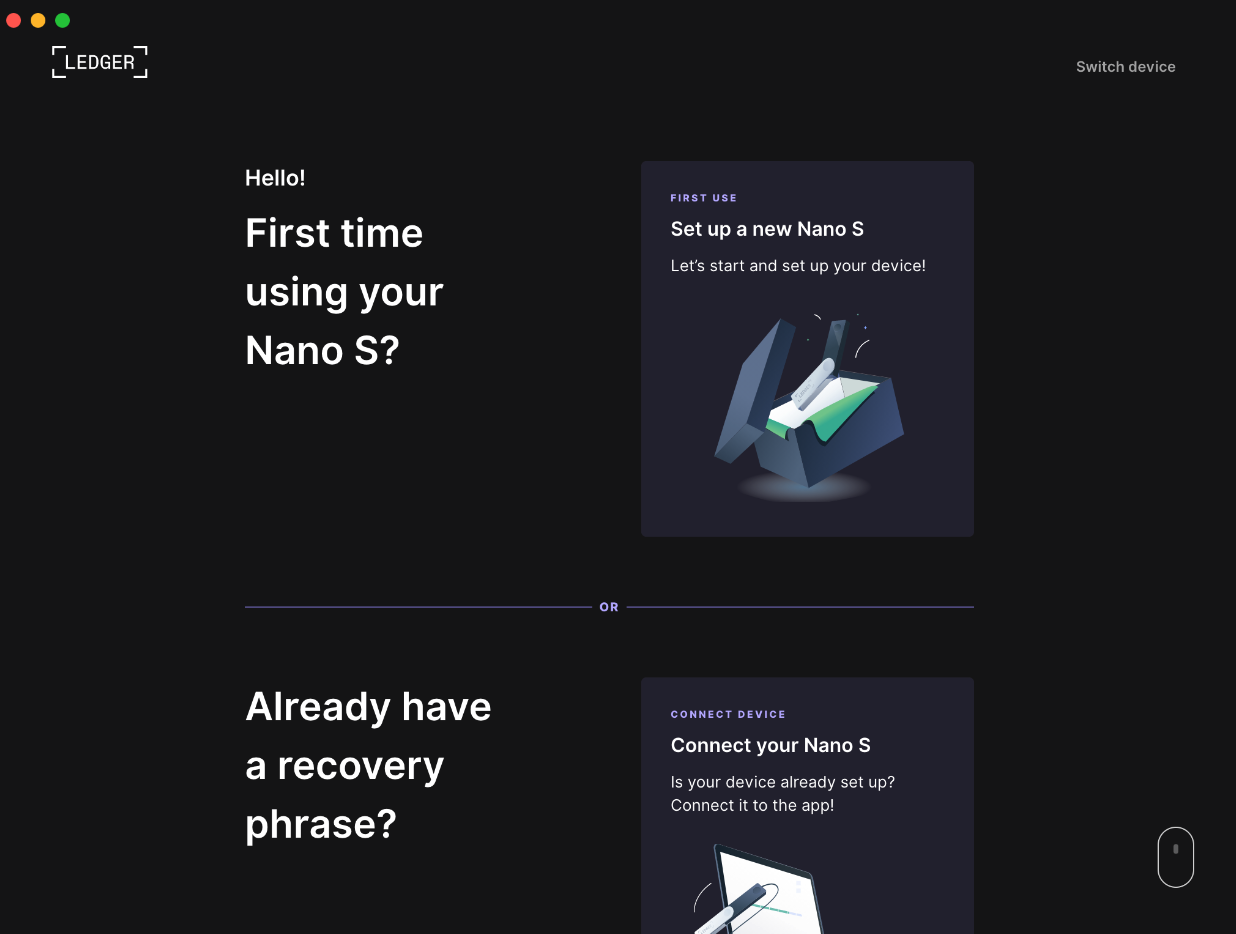 LEDGER
Switch device
Hello!
First time
using your
Nano S?
FIRST USE
Set up a new Nano S
Let’s start and set up your device!
OR
Already have
a recovery
phrase?
CONNECT DEVICE
Connect your Nano S
Is your device already set up?
Connect it to the app!